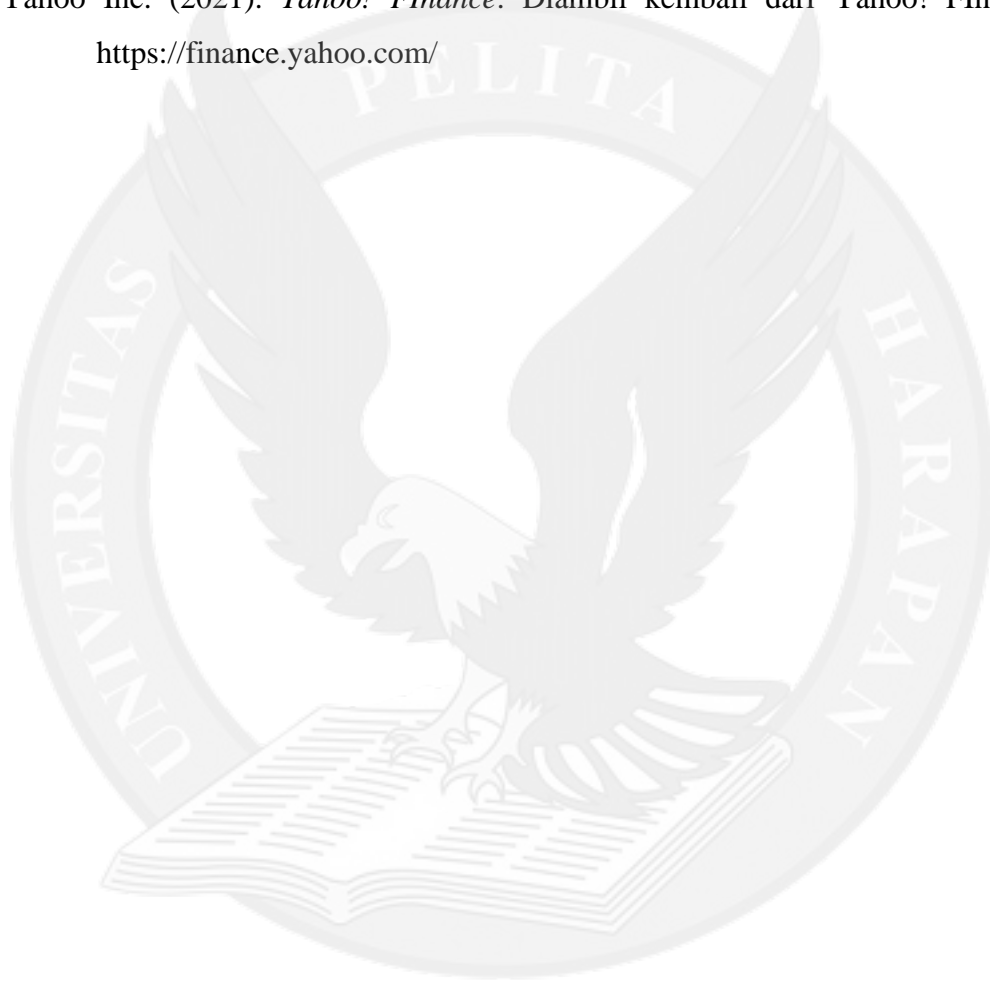 Yahoo Inc. (2021). Yahoo! Finance. Diambil kembali dari Yahoo! Fin
https://finance.yahoo.com/
UNIVERSITAS PELITA HARAPAN